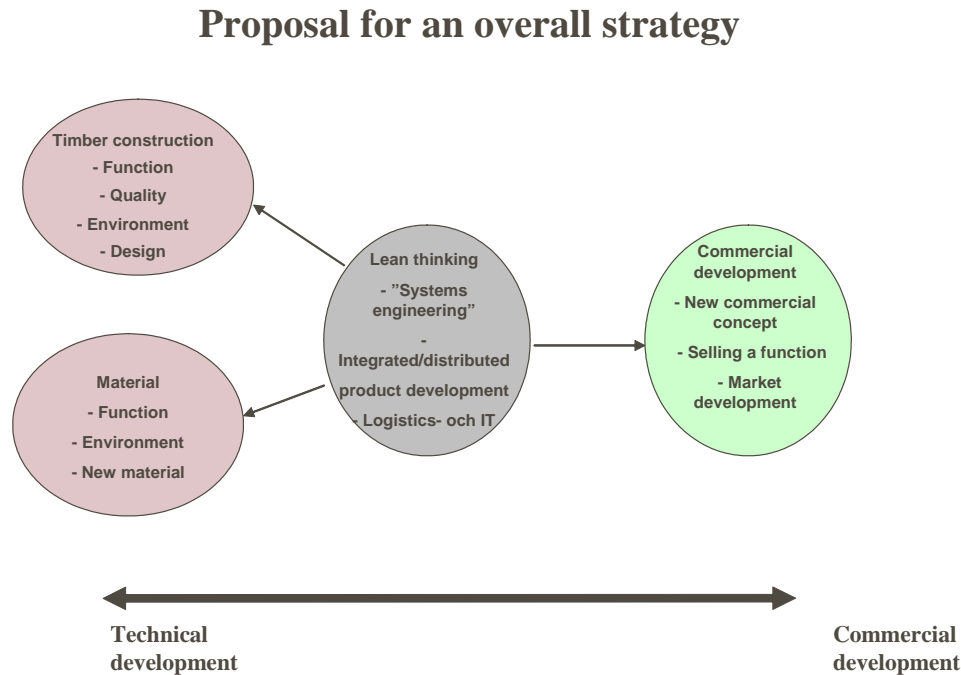 Proposal for an overall strategy
Timber construction
- Function
- Quality
- Environment
- Design
Material
- Function
- Environment
- New material
Lean thinking
- ”Systems
engineering”
-
Integrated/distributed
product development
- Logistics- och IT
Commercial
development
- New commercial
concept
- Selling a function
- Market
development
Technical
development
Commercial
development